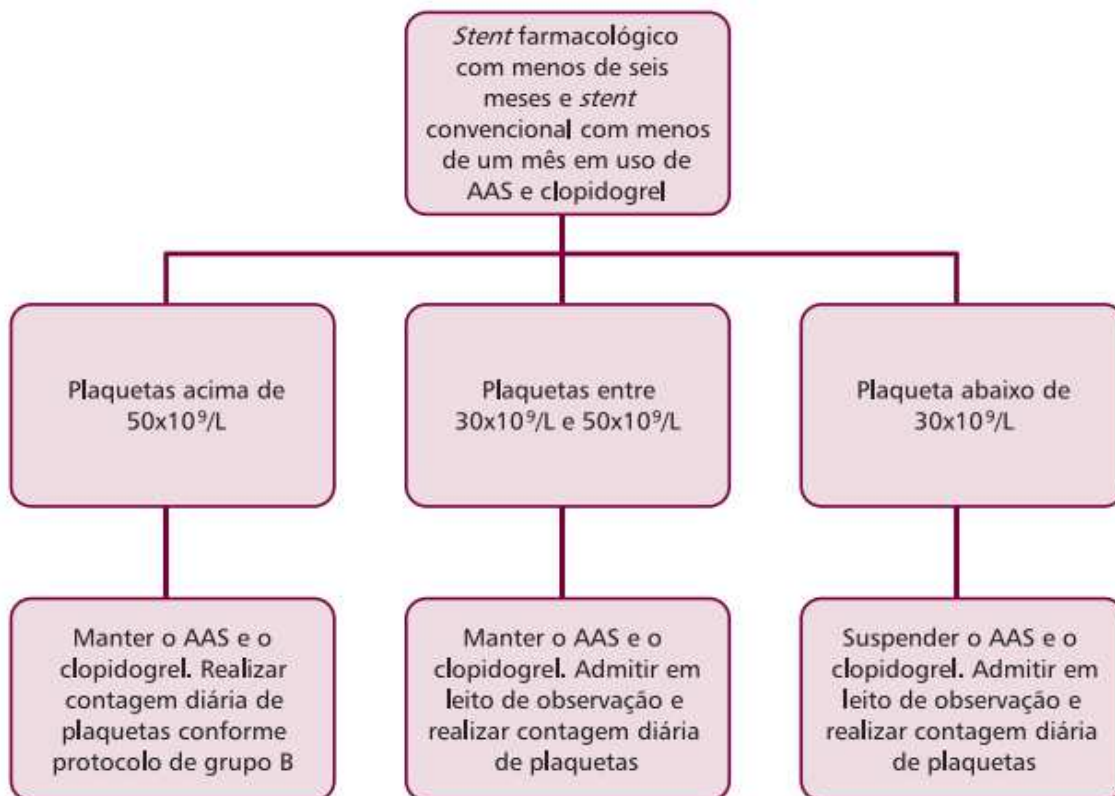 Stent farmacológico
com menos de seis
meses e stent
convencional com menos
de um mês em uso de
AAS e clopidogrel
Plaquetas acima de
50x10⁹/L
Plaquetas entre
30x10⁹/L e 50x10⁹/L
Plaqueta abaixo de
30x10⁹/L
Manter o AAS e o
clopidogrel. Realizar
contagem diária de
plaquetas conforme
protocolo de grupo B
Manter o AAS e o
clopidogrel. Admitir em
leito de observação e
realizar contagem diária
de plaquetas
Suspender o AAS e o
clopidogrel. Admitir em
leito de observação e
realizar contagem diária
de plaquetas